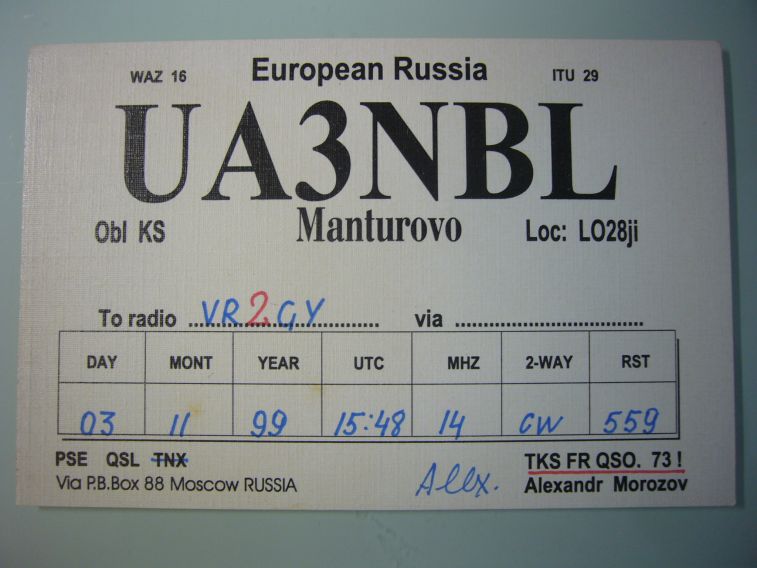 WAZ 16 European Russia ITU 29
UA3NBL
Obl KS Manturovo Loc: LO28ji
To radio VR2GY via
DAY MONT YEAR UTC MHZ 2-WAY RST
03 11 99 15:48 14 CW 559
PSE QSL TNX TKS FR QSO. 73 !
Via P.B.Box 88 Moscow RUSSIA Alex. Alexandr Morozov